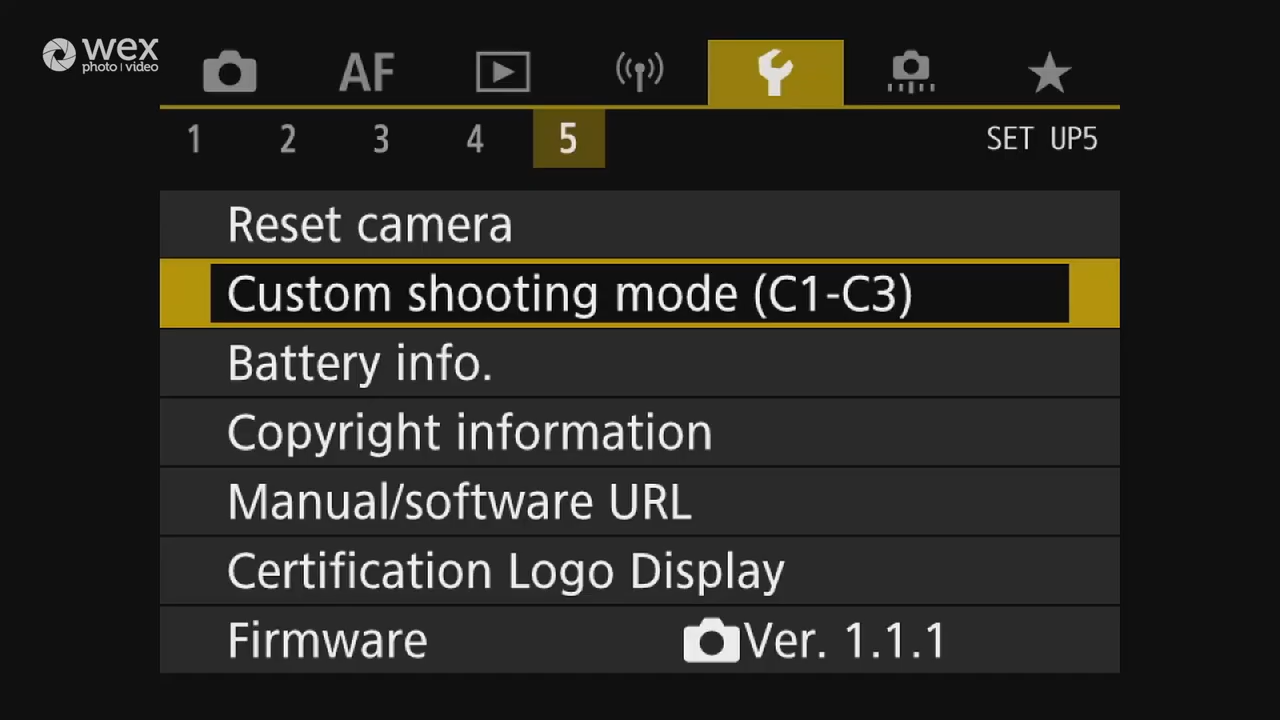 wex
photo | video
AF
1 2 3 4 5 SET UP5
Reset camera
Custom shooting mode (C1-C3)
Battery info.
Copyright information
Manual/software URL
Certification Logo Display
Firmware Ver. 1.1.1